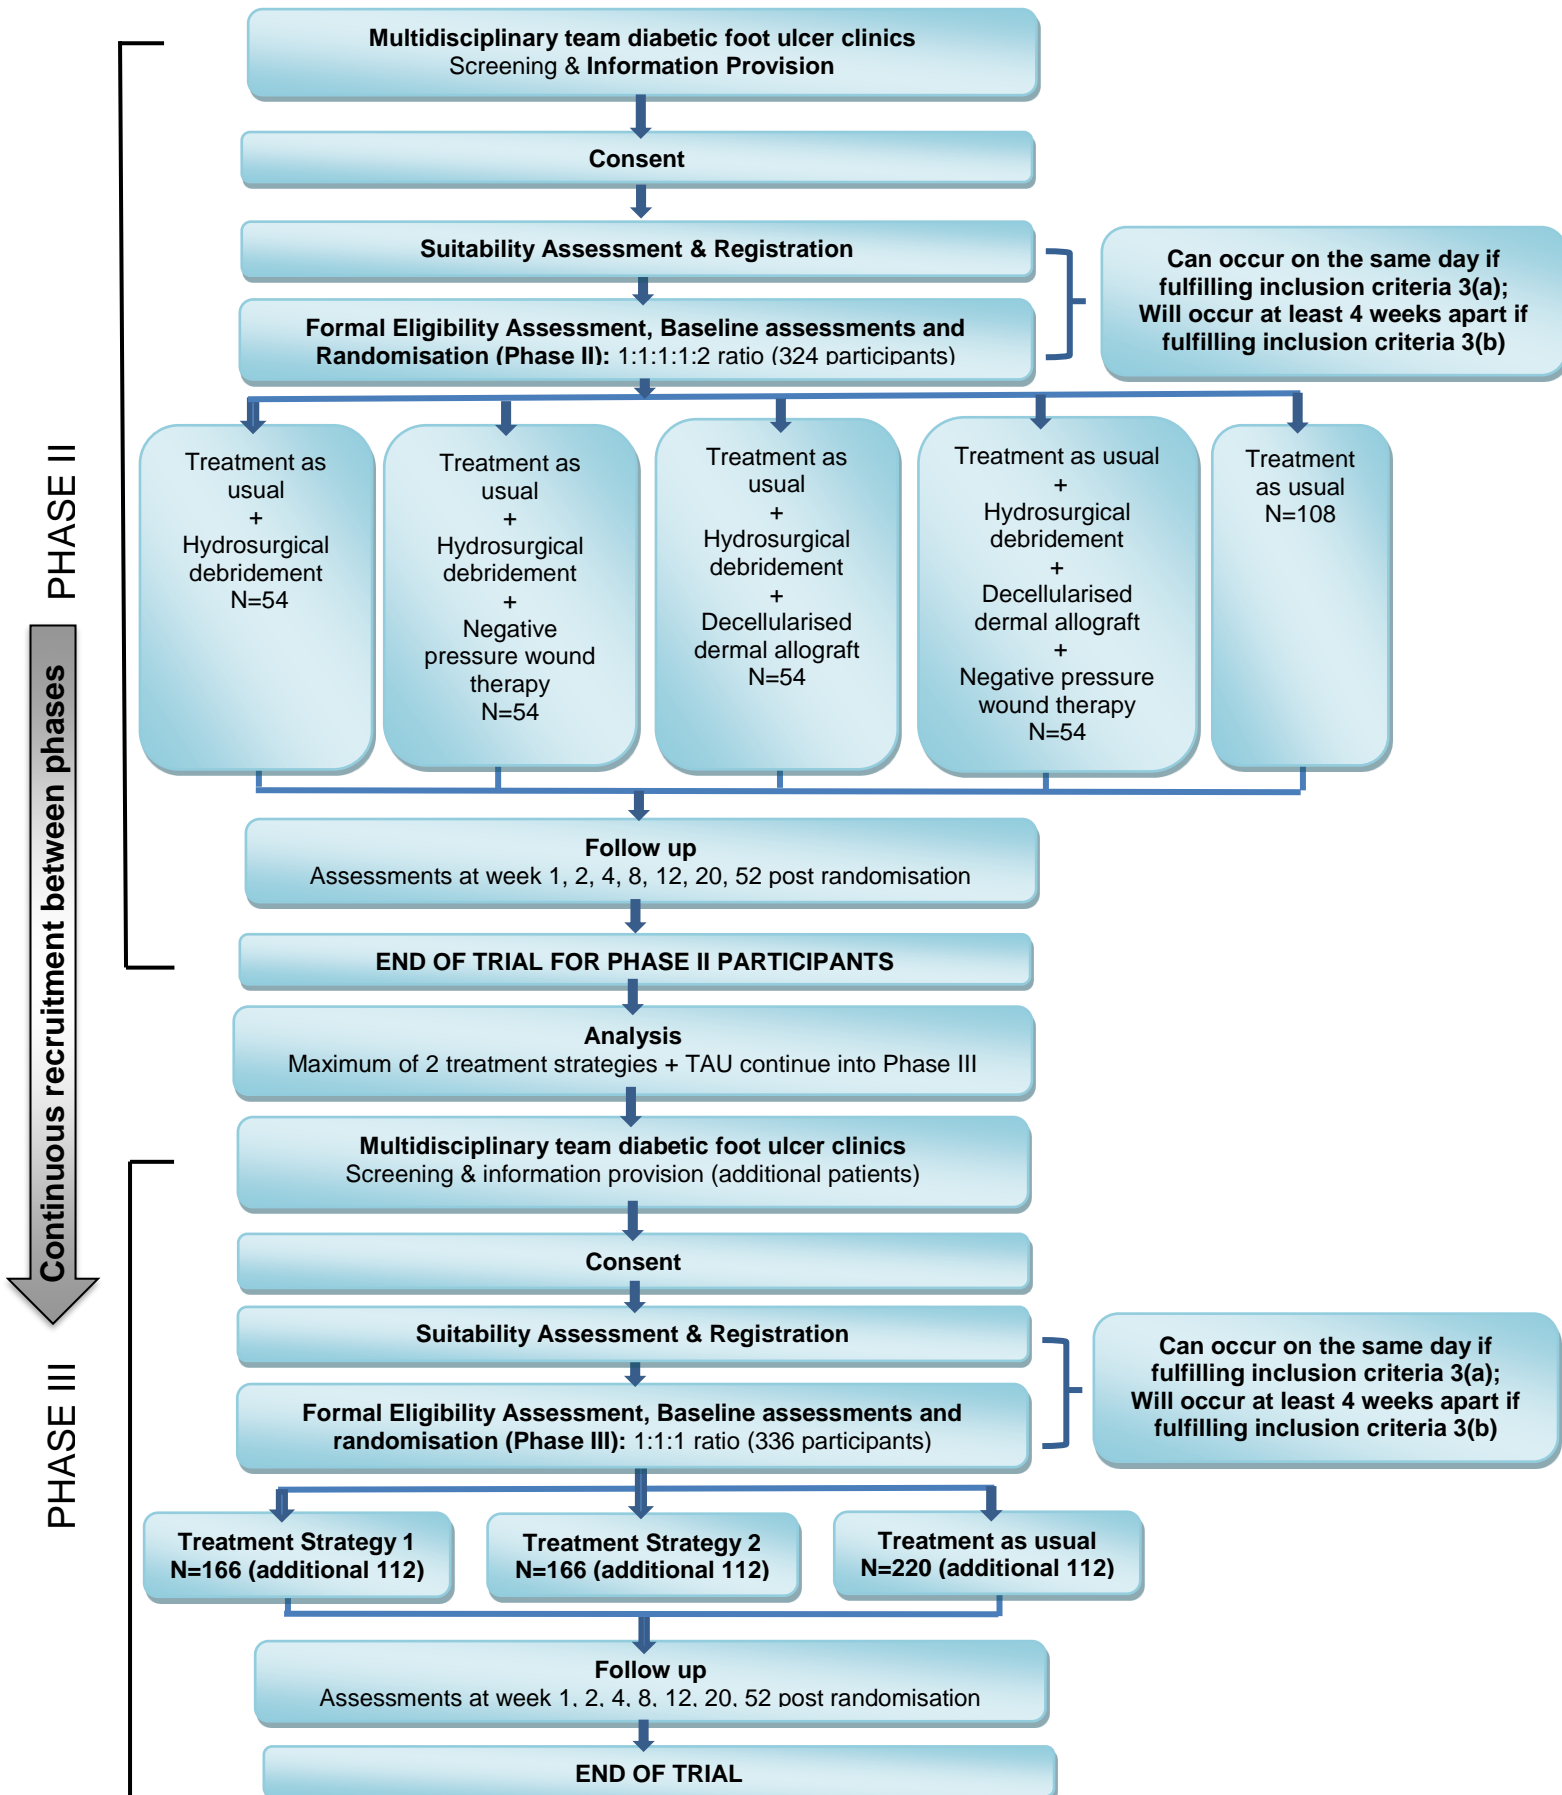 Multidisciplinary team diabetic foot ulcer clinics
Screening & Information Provision
Consent
Suitability Assessment & Registration
Formal Eligibility Assessment, Baseline assessments and
Randomisation (Phase II): 1:1:1:1:2 ratio (324 participants)
Can occur on the same day if
fulfilling inclusion criteria 3(a);
Will occur at least 4 weeks apart if
fulfilling inclusion criteria 3(b)
PHASE II
Treatment as
usual
+
Hydrosurgical
debridement
N=54
Treatment as
usual
+
Hydrosurgical
debridement
+
Negative
pressure wound
therapy
N=54
Treatment as
usual
+
Hydrosurgical
debridement
+
Decellularised
dermal allograft
N=54
Treatment as usual
+
Hydrosurgical
debridement
+
Decellularised
dermal allograft
+
Negative pressure
wound therapy
N=54
Treatment
as usual
N=108
Continuous recruitment between phases
Follow up
Assessments at week 1, 2, 4, 8, 12, 20, 52 post randomisation
END OF TRIAL FOR PHASE II PARTICIPANTS
Analysis
Maximum of 2 treatment strategies + TAU continue into Phase III
Multidisciplinary team diabetic foot ulcer clinics
Screening & information provision (additional patients)
Consent
Suitability Assessment & Registration
Formal Eligibility Assessment, Baseline assessments and
randomisation (Phase III): 1:1:1 ratio (336 participants)
Can occur on the same day if
fulfilling inclusion criteria 3(a);
Will occur at least 4 weeks apart if
fulfilling inclusion criteria 3(b)
PHASE III
Treatment Strategy 1
N=166 (additional 112)
Treatment Strategy 2
N=166 (additional 112)
Treatment as usual
N=220 (additional 112)
Follow up
Assessments at week 1, 2, 4, 8, 12, 20, 52 post randomisation
END OF TRIAL